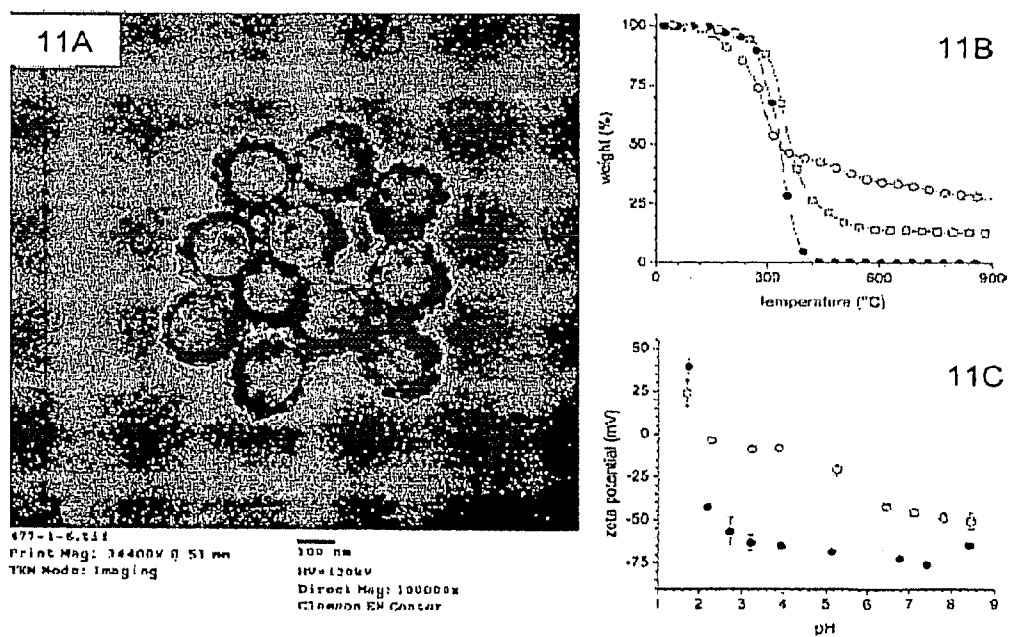 11A
100 nm
Print Mag: 34400x @ 51 mm
TEM Mode: Imaging
Direct Mag: 100000x
Clemson EM Center
11B
weight (%)
100
75
50
25
0
0 300 600 900
temperature (°C)
11C
zeta potential (mV)
50
25
0
-25
-50
-75
1 2 3 4 5 6 7 8 9
pH